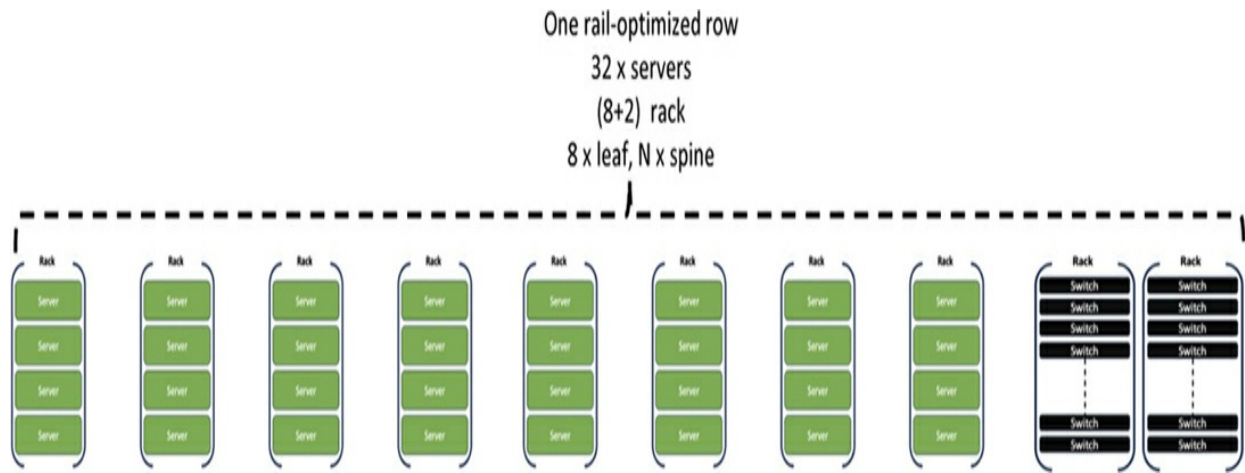 One rail-optimized row
32 x servers
(8+2) rack
8 x leaf, N x spine
Rack Rack Rack Rack Rack Rack Rack Rack Rack Rack
Server Server Server Server Server Server Server Server Switch Switch
Switch Switch
Server Server Server Server Server Server Server Server Switch Switch
Switch Switch
Server Server Server Server Server Server Server Server
Server Server Server Server Server Server Server Server Switch Switch
Switch Switch